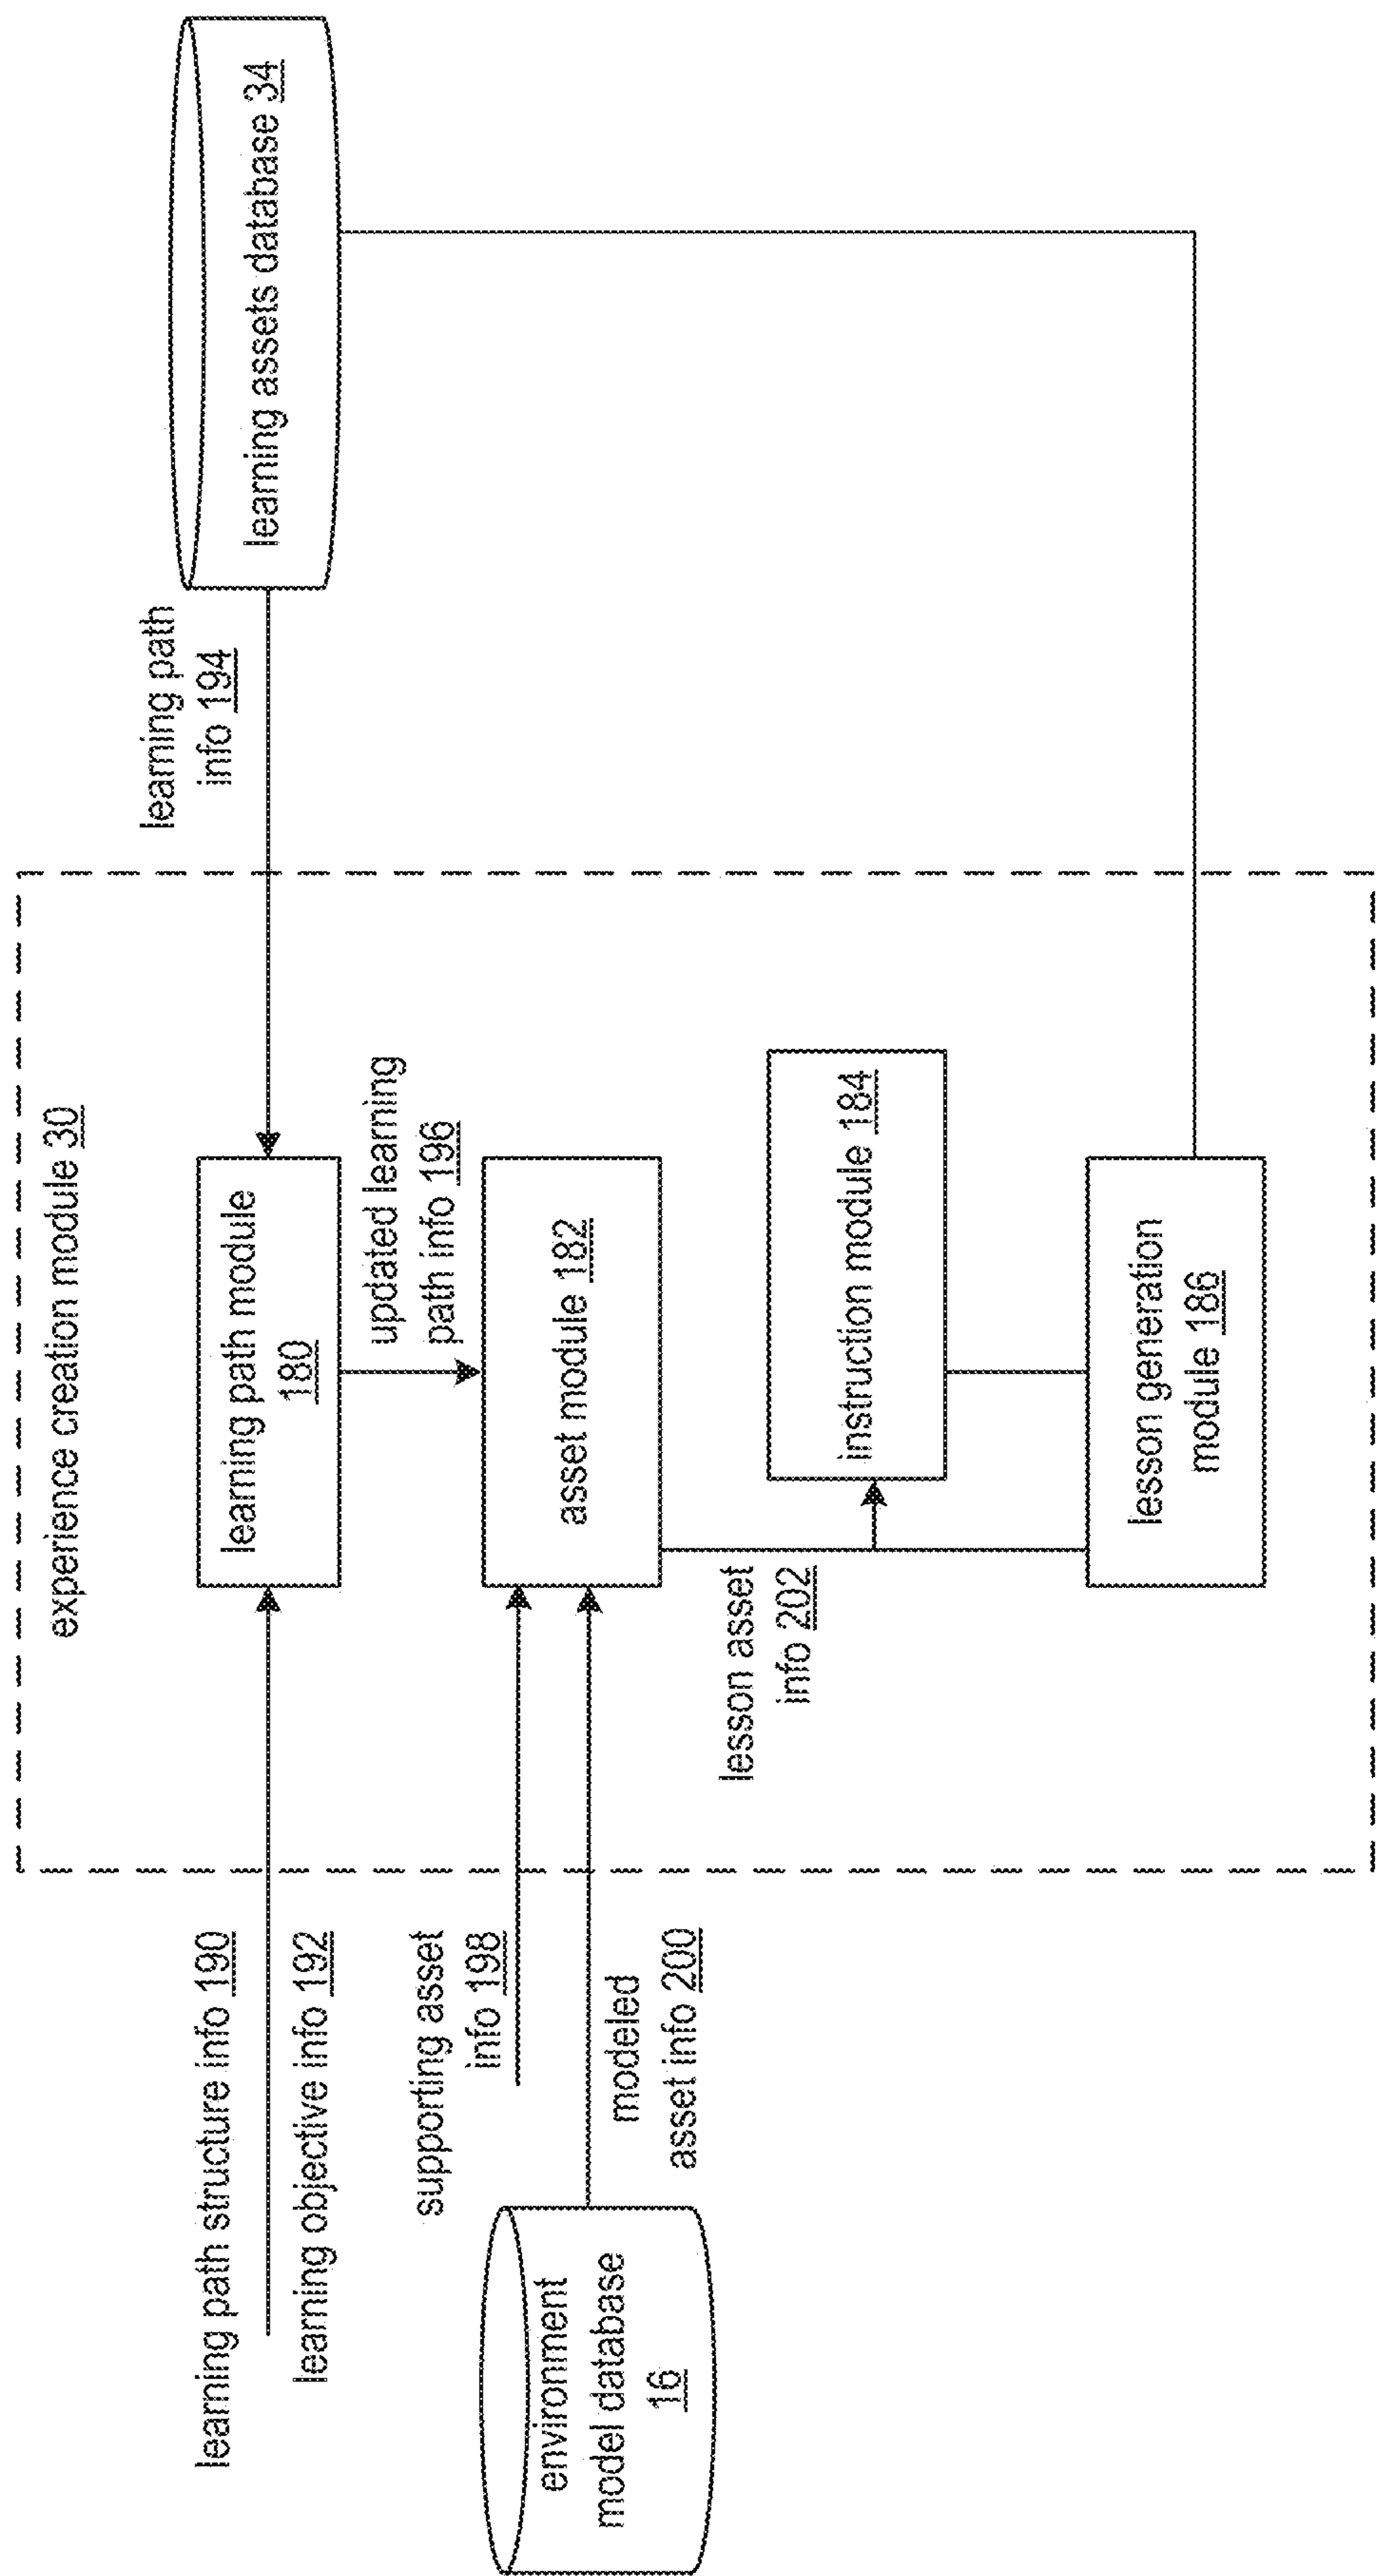 experience creation module 30
learning path structure info 190
learning objective info 192
learning path module
180
learning path
info 194
learning assets database 34
updated learning
path info 196
supporting asset
info 198
asset module 182
environment
model database
16
modeled
asset info 200
lesson asset
info 202
instruction module 184
lesson generation
module 186